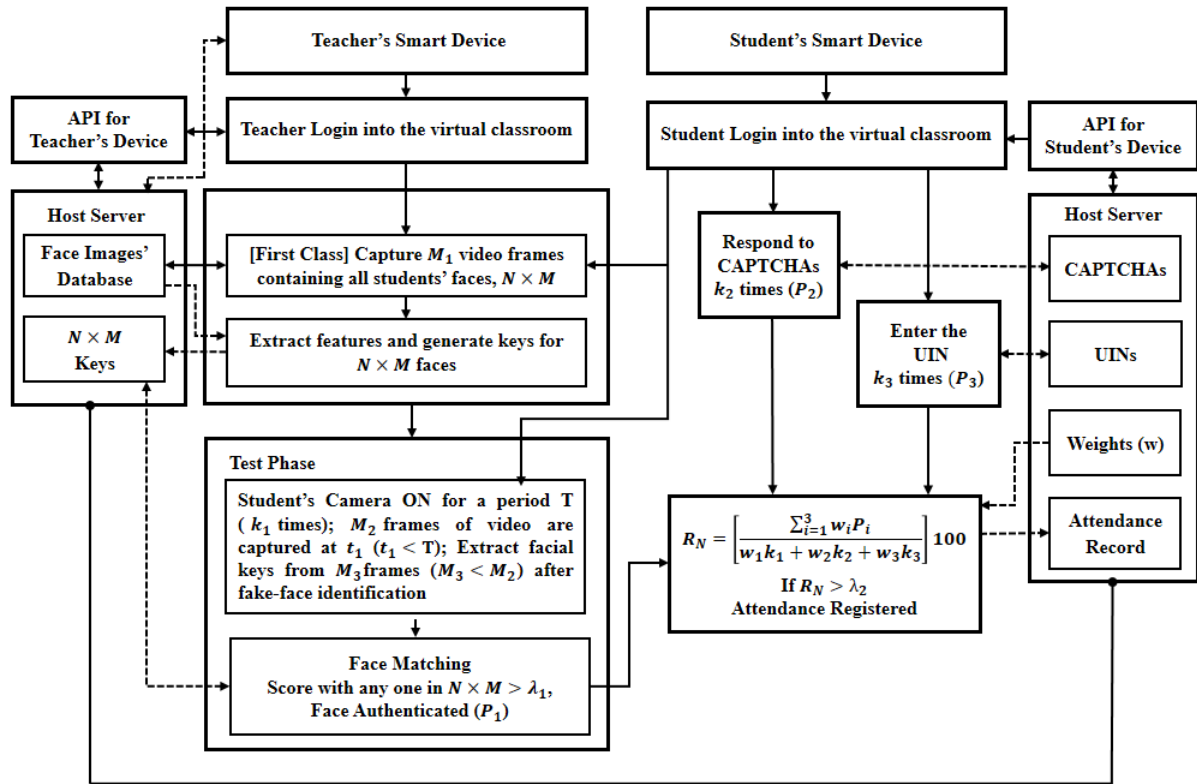 Teacher's Smart Device
Student's Smart Device
API for
Teacher's Device
Teacher Login into the virtual classroom
Student Login into the virtual classroom
API for
Student's Device
Host Server
Face Images'
Database
N × M
Keys
[First Class] Capture M₁ video frames
containing all students' faces, N × M
Extract features and generate keys for
N × M faces
Respond to
CAPTCHAs
k₂ times (P₂)
Enter the
UIN
k₃ times (P₃)
Host Server
CAPTCHAs
UINs
Weights (w)
Attendance
Record
Test Phase
Student's Camera ON for a period T
( k₁ times); M₂ frames of video are
captured at t₁ (t₁ < T); Extract facial
keys from M₃ frames (M₃ < M₂) after
fake-face identification
Face Matching
Score with any one in N × M > λ₁,
Face Authenticated (P₁)
R_N = [∑³ᵢ₌₁ wᵢPᵢ / w₁k₁ + w₂k₂ + w₃k₃] 100
If R_N > λ₂
Attendance Registered